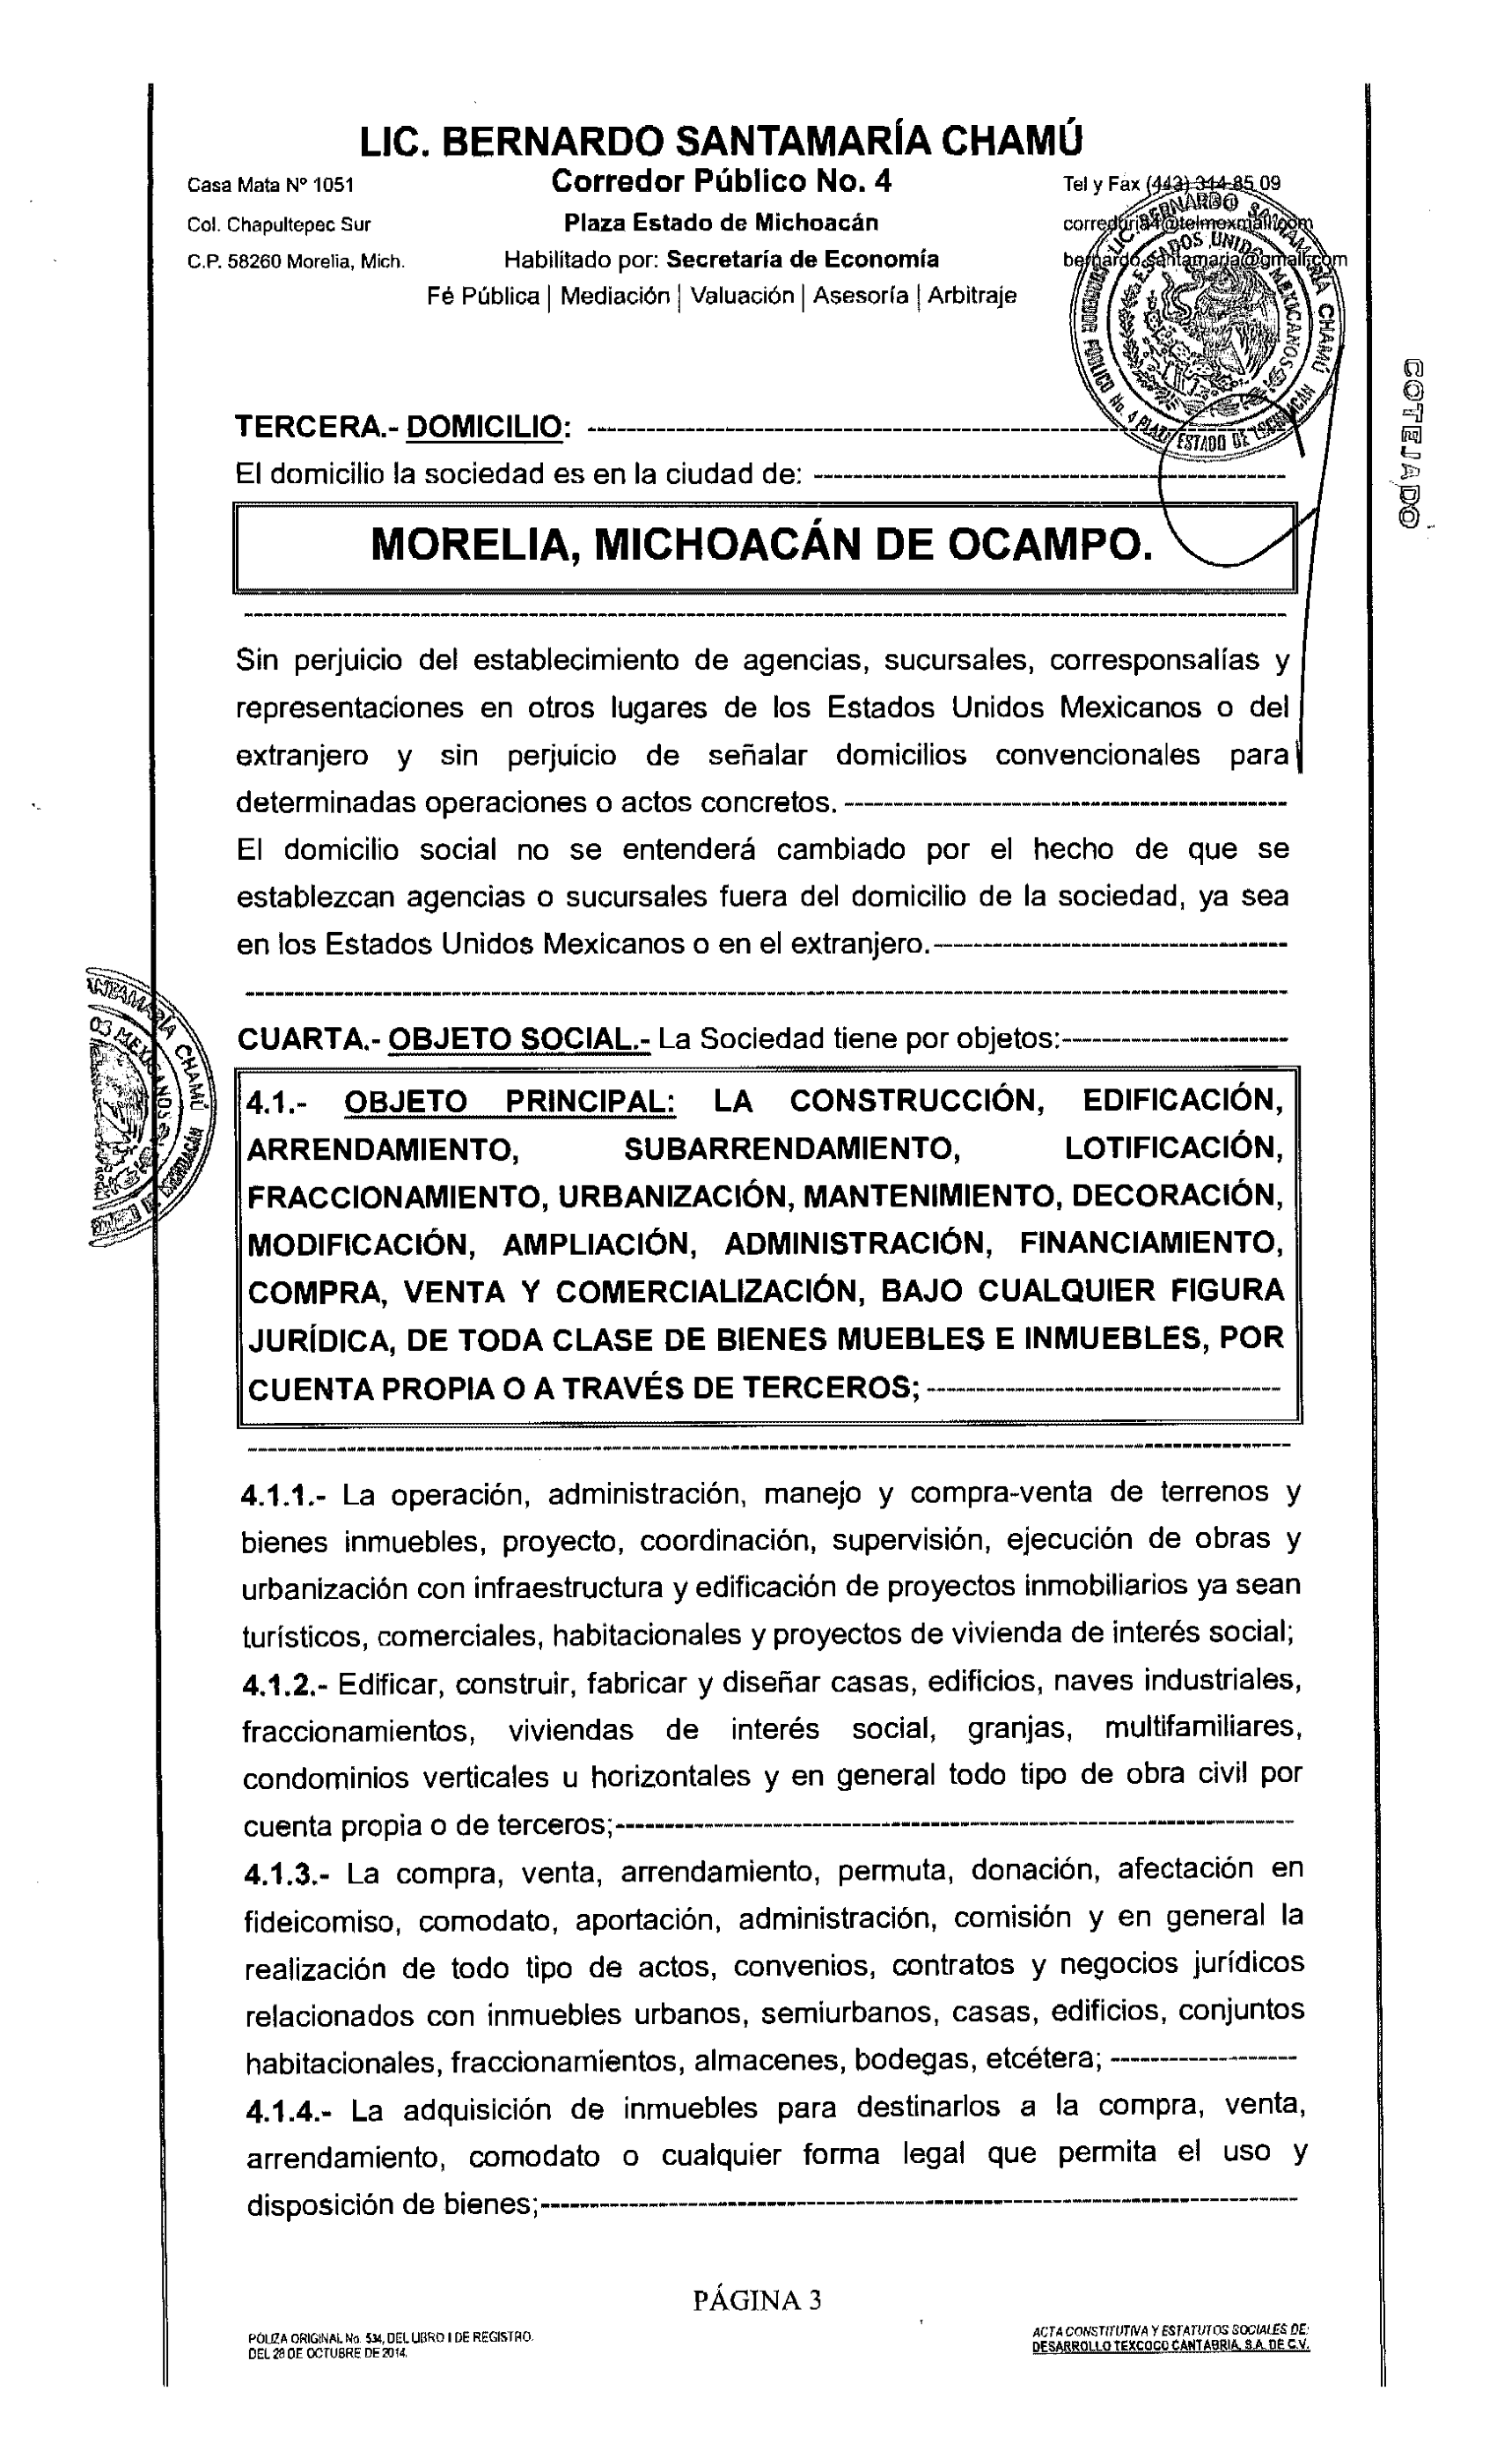 LIC. BERNARDO SANTAMARÍA CHAMÚ
Casa Mata Nº 1051
Corredor Público No. 4
Tel y Fax (443) 314 85 09
Col. Chapultepec Sur
Plaza Estado de Michoacán
correduria4@telmexmail.com
C.P. 58260 Morelia, Mich.
Habilitado por: Secretaría de Economía
bernardo.santamaria@gmail.com
Fé Pública | Mediación | Valuación | Asesoría | Arbitraje
LIC. BERNARDO SANTAMARÍA CHAMÚ
ESTADOS UNIDOS MEXICANOS
CORREDOR PÚBLICO No. 4 PLAZA ESTADO DE MICHOACÁN
COTEJADO
TERCERA.- DOMICILIO: ----------
El domicilio la sociedad es en la ciudad de: ----------
MORELIA, MICHOACÁN DE OCAMPO.
----------
Sin perjuicio del establecimiento de agencias, sucursales, corresponsalías y
representaciones en otros lugares de los Estados Unidos Mexicanos o del
extranjero y sin perjuicio de señalar domicilios convencionales para
determinadas operaciones o actos concretos. ----------
El domicilio social no se entenderá cambiado por el hecho de que se
establezcan agencias o sucursales fuera del domicilio de la sociedad, ya sea
en los Estados Unidos Mexicanos o en el extranjero.----------
----------
CUARTA.- OBJETO SOCIAL.- La Sociedad tiene por objetos:----------
4.1.- OBJETO PRINCIPAL: LA CONSTRUCCIÓN, EDIFICACIÓN,
ARRENDAMIENTO, SUBARRENDAMIENTO, LOTIFICACIÓN,
FRACCIONAMIENTO, URBANIZACIÓN, MANTENIMIENTO, DECORACIÓN,
MODIFICACIÓN, AMPLIACIÓN, ADMINISTRACIÓN, FINANCIAMIENTO,
COMPRA, VENTA Y COMERCIALIZACIÓN, BAJO CUALQUIER FIGURA
JURÍDICA, DE TODA CLASE DE BIENES MUEBLES E INMUEBLES, POR
CUENTA PROPIA O A TRAVÉS DE TERCEROS; ----------
----------
4.1.1.- La operación, administración, manejo y compra-venta de terrenos y
bienes inmuebles, proyecto, coordinación, supervisión, ejecución de obras y
urbanización con infraestructura y edificación de proyectos inmobiliarios ya sean
turísticos, comerciales, habitacionales y proyectos de vivienda de interés social;
4.1.2.- Edificar, construir, fabricar y diseñar casas, edificios, naves industriales,
fraccionamientos, viviendas de interés social, granjas, multifamiliares,
condominios verticales u horizontales y en general todo tipo de obra civil por
cuenta propia o de terceros;----------
4.1.3.- La compra, venta, arrendamiento, permuta, donación, afectación en
fideicomiso, comodato, aportación, administración, comisión y en general la
realización de todo tipo de actos, convenios, contratos y negocios jurídicos
relacionados con inmuebles urbanos, semiurbanos, casas, edificios, conjuntos
habitacionales, fraccionamientos, almacenes, bodegas, etcétera; ----------
4.1.4.- La adquisición de inmuebles para destinarlos a la compra, venta,
arrendamiento, comodato o cualquier forma legal que permita el uso y
disposición de bienes;----------
PÁGINA 3
POLIZA ORIGINAL No. 534, DEL LIBRO I DE REGISTRO.
DEL 28 DE OCTUBRE DE 2014.
ACTA CONSTITUTIVA Y ESTATUTOS SOCIALES DE:
DESARROLLO TEXCOCO CANTABRIA, S.A. DE C.V.